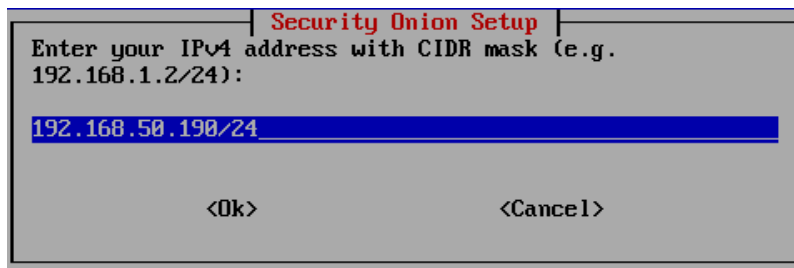 Security Onion Setup
Enter your IPv4 address with CIDR mask (e.g.
192.168.1.2/24):
192.168.50.190/24
<Ok> <Cancel>